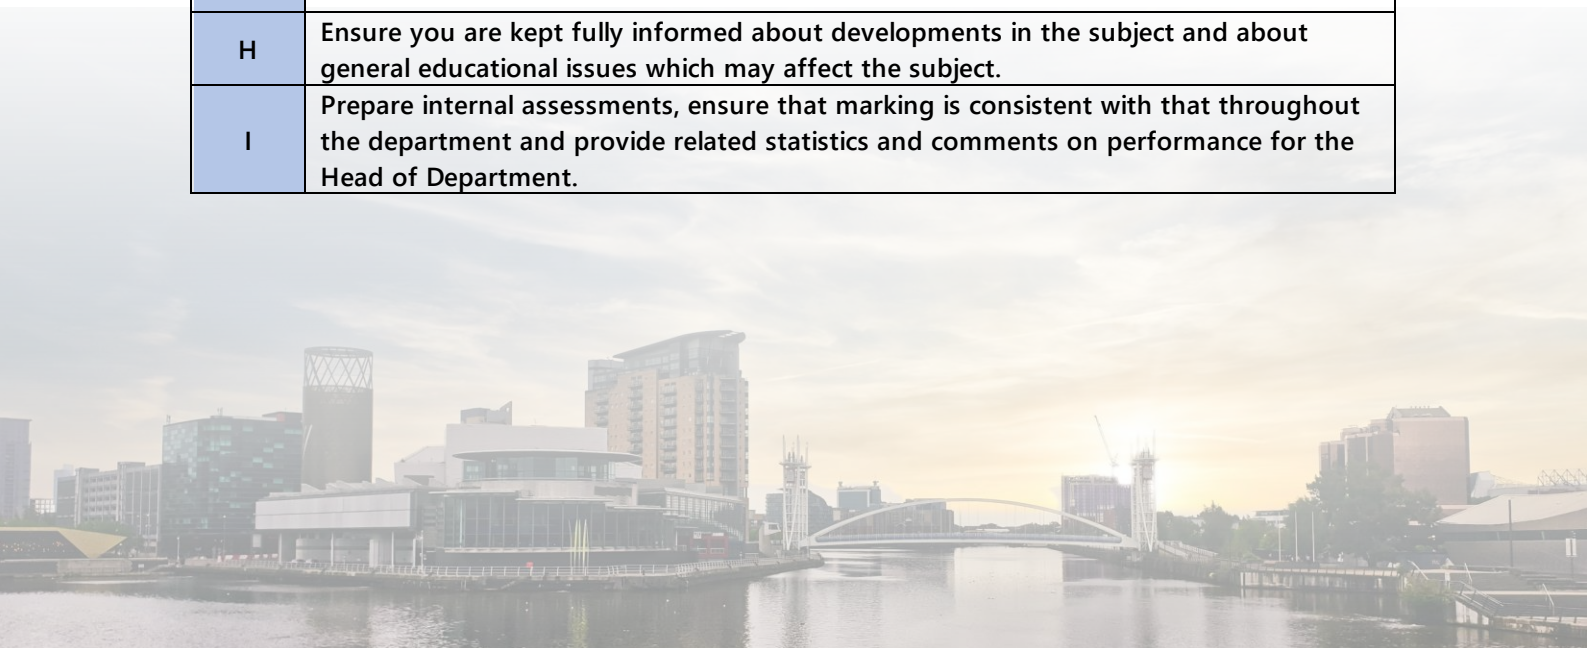 H
Ensure you are kept fully informed about developments in the subject and about
general educational issues which may affect the subject.
I
Prepare internal assessments, ensure that marking is consistent with that throughout
the department and provide related statistics and comments on performance for the
Head of Department.